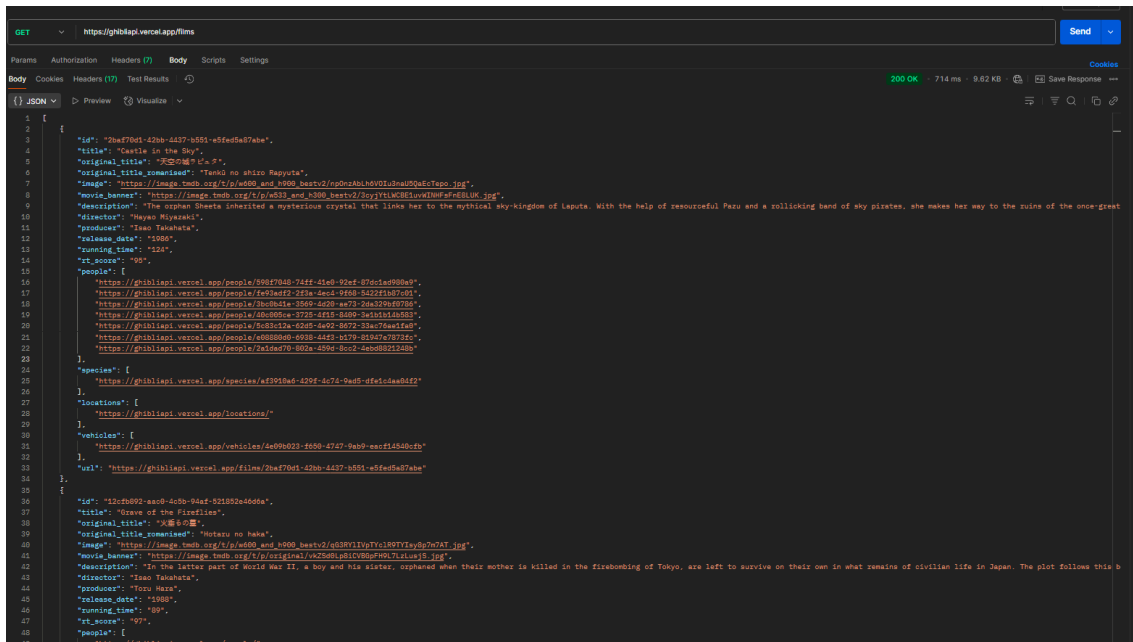 GET https://ghibliapi.vercel.app/films Send
Params Authorization Headers (7) Body Scripts Settings Cookies
Body Cookies Headers (17) Test Results 200 OK · 714 ms · 9.62 KB · Save Response
{} JSON Preview Visualize
1 [
2 {
3 "id": "2baf70d1-42bb-4437-b551-e5fed5a87abe",
4 "title": "Castle in the Sky",
5 "original_title": "天空の城ラピュタ",
6 "original_title_romanised": "Tenkū no shiro Rapyuta",
7 "image": "https://image.tmdb.org/t/p/w600_and_h900_bestv2/npOnzAbLh6VOIu3naU5QaEcTepo.jpg",
8 "movie_banner": "https://image.tmdb.org/t/p/w533_and_h300_bestv2/3cyjYtLWCBE1uvWINHFsFnE8LUK.jpg",
9 "description": "The orphan Sheeta inherited a mysterious crystal that links her to the mythical sky-kingdom of Laputa. With the help of resourceful Pazu and a rollicking band of sky pirates, she makes her way to the ruins of the once-great
10 "director": "Hayao Miyazaki",
11 "producer": "Isao Takahata",
12 "release_date": "1986",
13 "running_time": "124",
14 "rt_score": "95",
15 "people": [
16 "https://ghibliapi.vercel.app/people/598f7048-74ff-41e0-92ef-87dc1ad980a9",
17 "https://ghibliapi.vercel.app/people/fe93adf2-2f3a-4ec4-9f68-5422f1b87c01",
18 "https://ghibliapi.vercel.app/people/3bc0b41e-3569-4d20-ae73-2da329bf0786",
19 "https://ghibliapi.vercel.app/people/40c005ce-3725-4f15-8409-3e1b1b14b583",
20 "https://ghibliapi.vercel.app/people/5c83c12a-62d5-4e92-8672-33ac76ae1fa0",
21 "https://ghibliapi.vercel.app/people/e08880d0-6938-44f3-b179-81947e7873fc",
22 "https://ghibliapi.vercel.app/people/2a1dad70-802a-459d-8cc2-4ebd8821248b"
23 ],
24 "species": [
25 "https://ghibliapi.vercel.app/species/af3910a6-429f-4c74-9ad5-dfe1c4aa04f2"
26 ],
27 "locations": [
28 "https://ghibliapi.vercel.app/locations/"
29 ],
30 "vehicles": [
31 "https://ghibliapi.vercel.app/vehicles/4e09b023-f650-4747-9ab9-eacf14540cfb"
32 ],
33 "url": "https://ghibliapi.vercel.app/films/2baf70d1-42bb-4437-b551-e5fed5a87abe"
34 },
35 {
36 "id": "12cfb892-aac0-4c5b-94af-521852e46d6a",
37 "title": "Grave of the Fireflies",
38 "original_title": "火垂るの墓",
39 "original_title_romanised": "Hotaru no haka",
40 "image": "https://image.tmdb.org/t/p/w600_and_h900_bestv2/qG3RYlIVpTYclR9TYIsy8p7m7AT.jpg",
41 "movie_banner": "https://image.tmdb.org/t/p/original/vkZSd0Lp8iCVBGpFH9L7LzLusjS.jpg",
42 "description": "In the latter part of World War II, a boy and his sister, orphaned when their mother is killed in the firebombing of Tokyo, are left to survive on their own in what remains of civilian life in Japan. The plot follows this b
43 "director": "Isao Takahata",
44 "producer": "Toru Hara",
45 "release_date": "1988",
46 "running_time": "89",
47 "rt_score": "97",
48 "people": [